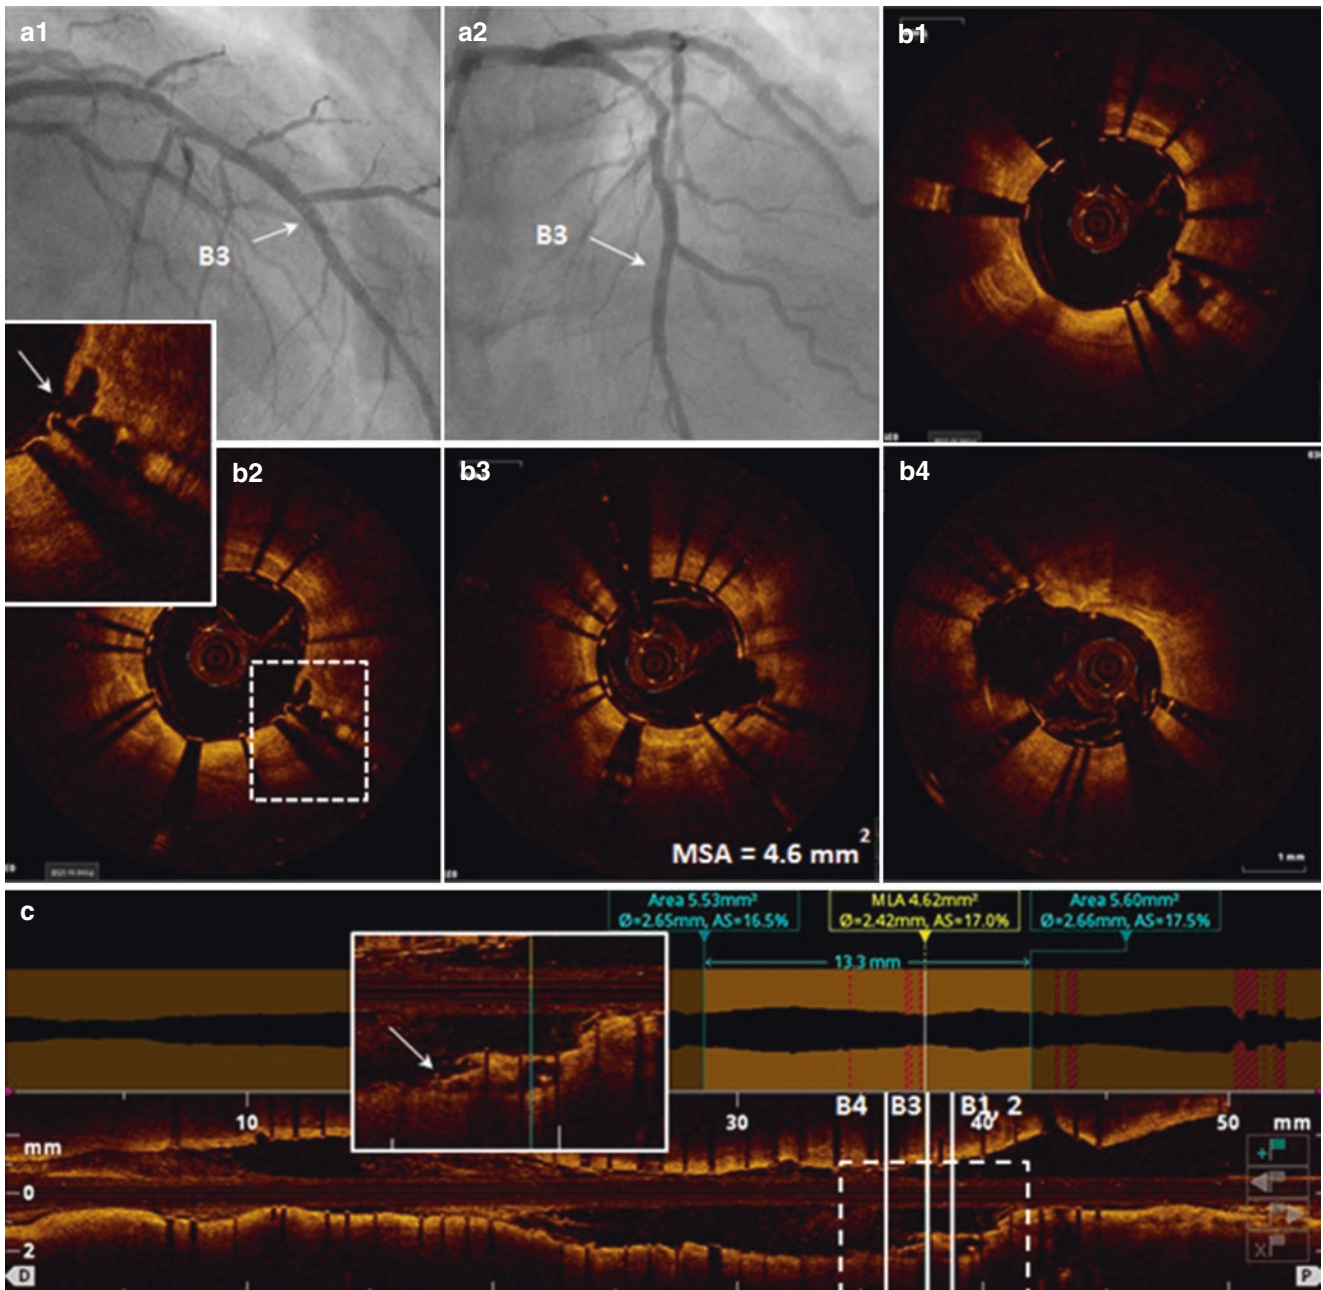 a1
B3
a2
B3
b1
b2
b3
MSA = 4.6 mm²
b4
1 mm
c
Area 5.53mm²
Ø=2.65mm, AS=16.5%
MLA 4.62mm²
Ø=2.42mm, AS=17.0%
Area 5.60mm²
Ø=2.66mm, AS=17.5%
13.3 mm
B4 B3 B1, 2
10 30 40 50 mm
mm
0
2
D P